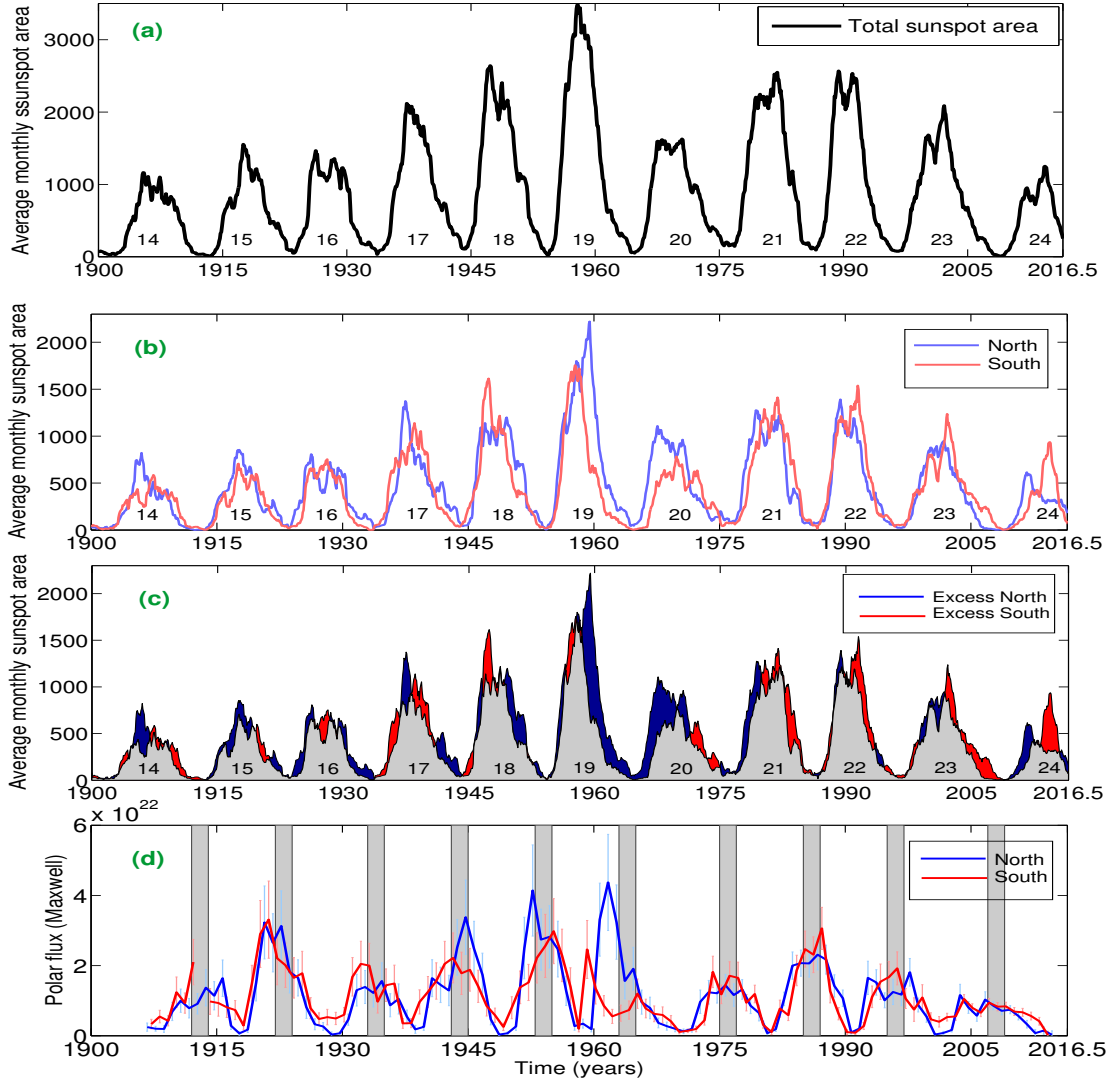 (a)
Total sunspot area
Average monthly ssunspot area
3000
2000
1000
0
14 15 16 17 18 19 20 21 22 23 24
1900 1915 1930 1945 1960 1975 1990 2005 2016.5
(b)
North
South
Average monthly sunspot area
2000
1500
1000
500
0
14 15 16 17 18 19 20 21 22 23 24
1900 1915 1930 1945 1960 1975 1990 2005 2016.5
(c)
Excess North
Excess South
Average monthly sunspot area
2000
1500
1000
500
0
14 15 16 17 18 19 20 21 22 23 24
1900 1915 1930 1945 1960 1975 1990 2005 2016.5
6 x 10^22
(d)
North
South
Polar flux (Maxwell)
4
2
0
1900 1915 1930 1945 1960 1975 1990 2005 2016.5
Time (years)